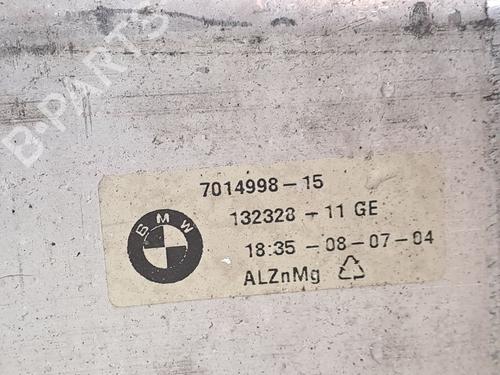 B-PARTS
7014998-15
132328-11 GE
BMW
18:35-08-07-04
ALZnMg